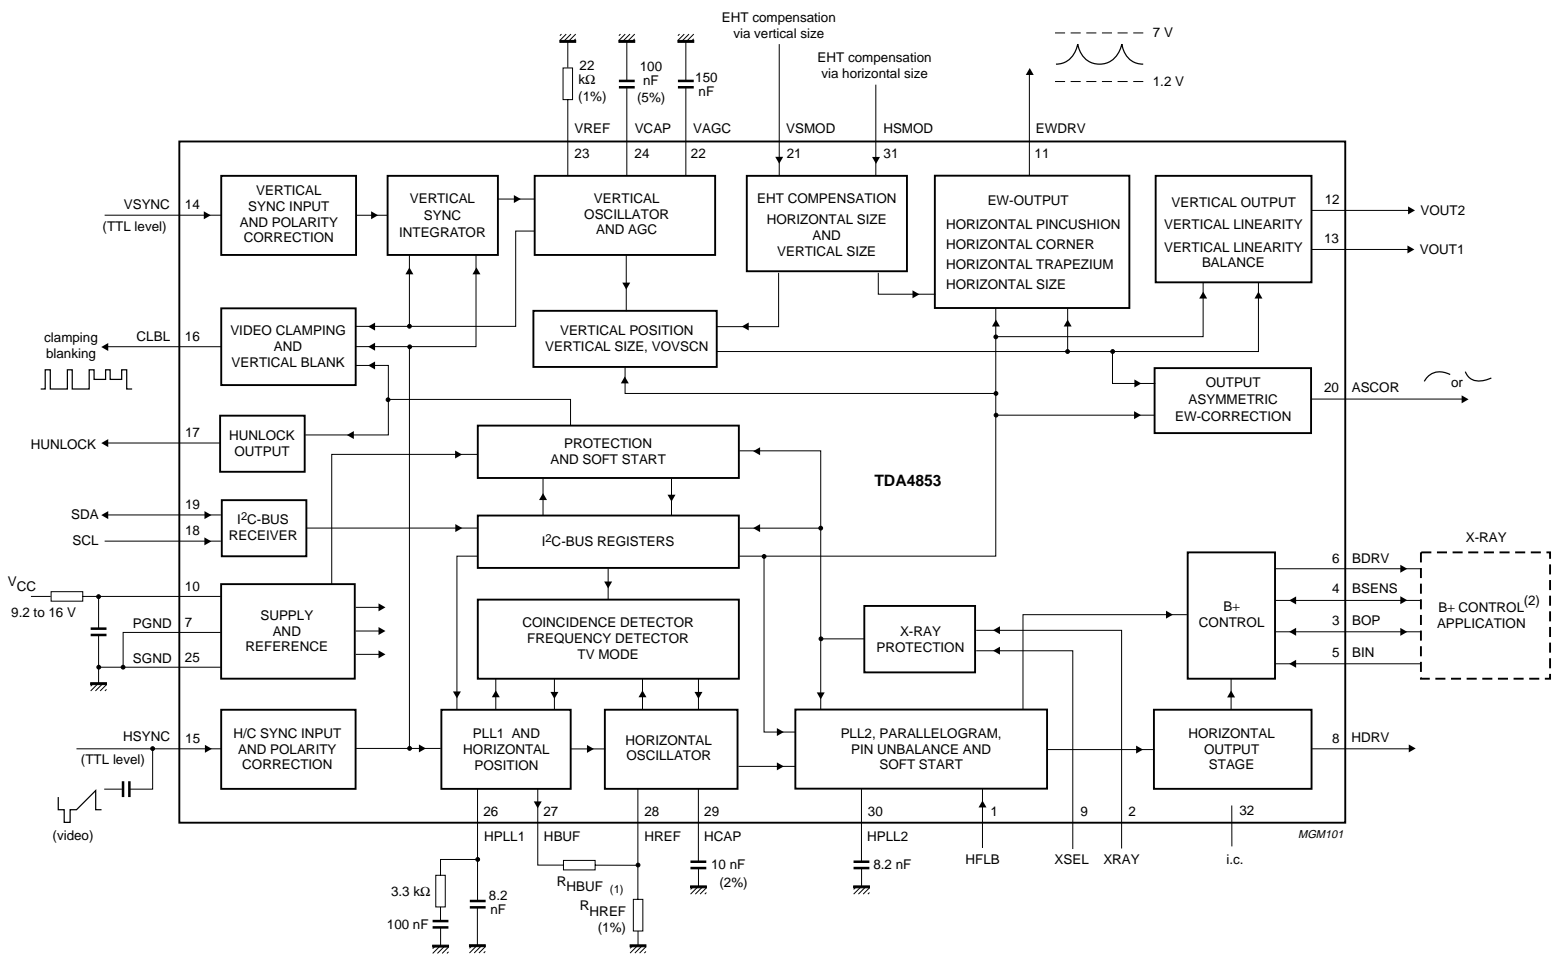 EHT compensation
via vertical size
EHT compensation
via horizontal size
7 V
1.2 V
22
kΩ
(1%)
100
nF
(5%)
150
nF
VREF
VCAP
VAGC
VSMOD
HSMOD
EWDRV
23
24
22
21
31
11
VSYNC
(TTL level)
14
VERTICAL
SYNC INPUT
AND POLARITY
CORRECTION
VERTICAL
SYNC
INTEGRATOR
VERTICAL
OSCILLATOR
AND AGC
EHT COMPENSATION
HORIZONTAL SIZE
AND
VERTICAL SIZE
EW-OUTPUT
HORIZONTAL PINCUSHION
HORIZONTAL CORNER
HORIZONTAL TRAPEZIUM
HORIZONTAL SIZE
VERTICAL OUTPUT
VERTICAL LINEARITY
VERTICAL LINEARITY
BALANCE
12
VOUT2
13
VOUT1
clamping
blanking
CLBL
16
VIDEO CLAMPING
AND
VERTICAL BLANK
VERTICAL POSITION
VERTICAL SIZE, VOVSCN
OUTPUT
ASYMMETRIC
EW-CORRECTION
20
ASCOR
or
HUNLOCK
17
HUNLOCK
OUTPUT
PROTECTION
AND SOFT START
TDA4853
SDA
19
SCL
18
I2C-BUS
RECEIVER
I2C-BUS REGISTERS
X-RAY
VCC
9.2 to 16 V
10
PGND
7
SGND
25
SUPPLY
AND
REFERENCE
COINCIDENCE DETECTOR
FREQUENCY DETECTOR
TV MODE
X-RAY
PROTECTION
B+
CONTROL
6
BDRV
4
BSENS
3
BOP
5
BIN
B+ CONTROL(2)
APPLICATION
HSYNC
(TTL level)
15
(video)
H/C SYNC INPUT
AND POLARITY
CORRECTION
PLL1 AND
HORIZONTAL
POSITION
HORIZONTAL
OSCILLATOR
PLL2, PARALLELOGRAM,
PIN UNBALANCE AND
SOFT START
HORIZONTAL
OUTPUT
STAGE
8
HDRV
26
27
28
29
30
1
9
2
32
MGM101
HPLL1
HBUF
HREF
HCAP
HPLL2
HFLB
XSEL
XRAY
i.c.
3.3 kΩ
100 nF
8.2
nF
RHBUF (1)
RHREF
(1%)
10 nF
(2%)
8.2 nF